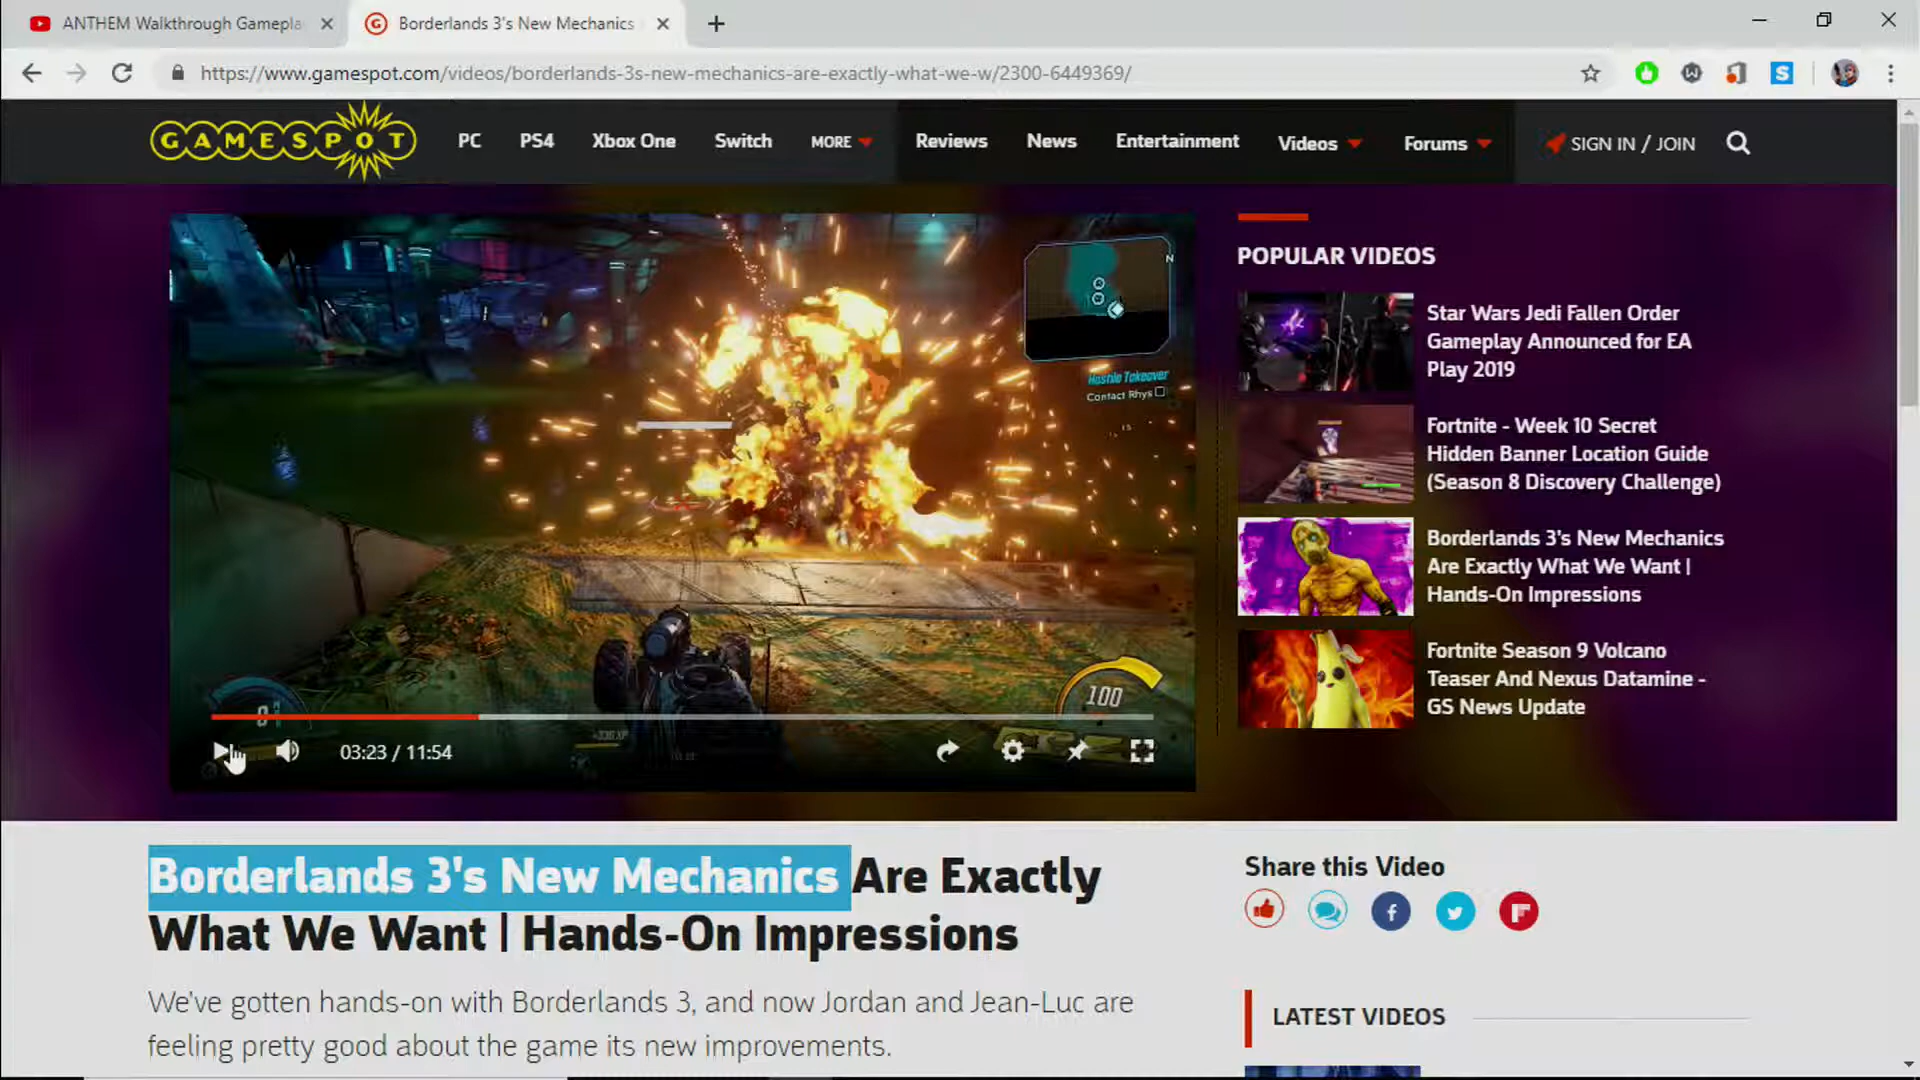 ANTHEM Walkthrough Gamepla
Borderlands 3's New Mechanics
https://www.gamespot.com/videos/borderlands-3s-new-mechanics-are-exactly-what-we-w/2300-6449369/
GAMESPOT
PC
PS4
Xbox One
Switch
MORE
Reviews
News
Entertainment
Videos
Forums
SIGN IN / JOIN
N
Hostile Takeover
Contact Rhys
100
03:23 / 11:54
POPULAR VIDEOS
Star Wars Jedi Fallen Order
Gameplay Announced for EA
Play 2019
Fortnite - Week 10 Secret
Hidden Banner Location Guide
(Season 8 Discovery Challenge)
Borderlands 3's New Mechanics
Are Exactly What We Want |
Hands-On Impressions
Fortnite Season 9 Volcano
Teaser And Nexus Datamine -
GS News Update
Borderlands 3's New Mechanics Are Exactly
What We Want | Hands-On Impressions
We've gotten hands-on with Borderlands 3, and now Jordan and Jean-Luc are
feeling pretty good about the game its new improvements.
Share this Video
LATEST VIDEOS